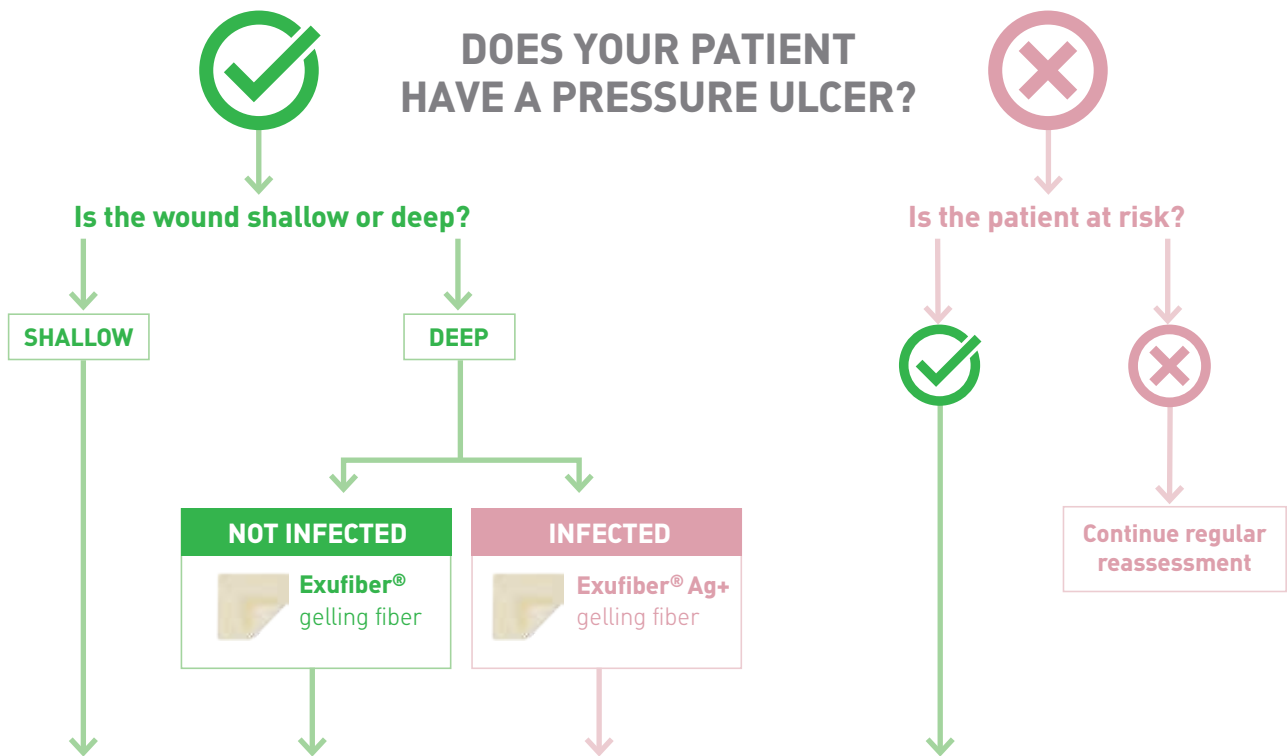 DOES YOUR PATIENT
HAVE A PRESSURE ULCER?
Is the wound shallow or deep?
Is the patient at risk?
SHALLOW
DEEP
NOT INFECTED
Exufiber®
gelling fiber
INFECTED
Exufiber® Ag+
gelling fiber
Continue regular
reassessment